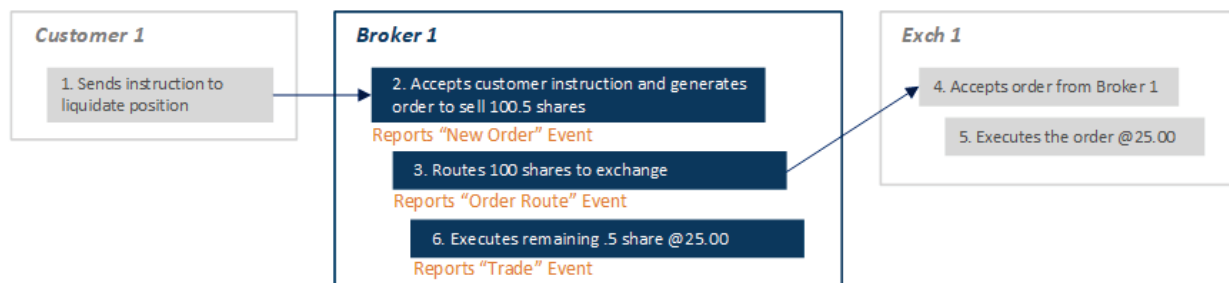 Customer 1
1. Sends instruction to
liquidate position
Broker 1
2. Accepts customer instruction and generates
order to sell 100.5 shares
Reports “New Order” Event
3. Routes 100 shares to exchange
Reports “Order Route” Event
6. Executes remaining .5 share @25.00
Reports “Trade” Event
Exch 1
4. Accepts order from Broker 1
5. Executes the order @25.00